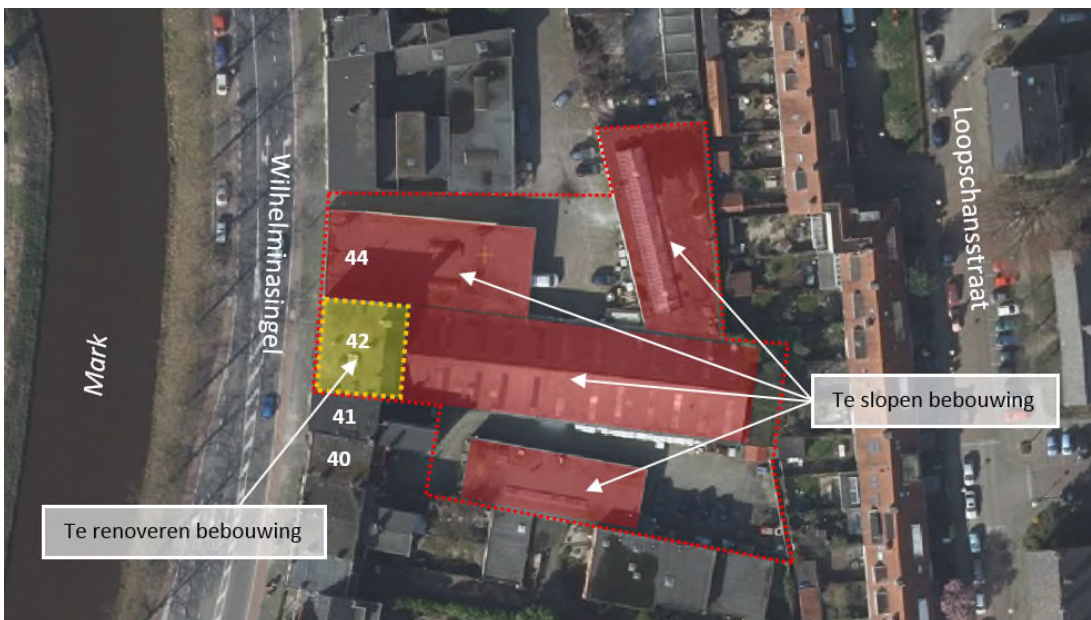 Mark
Wilhelminasingel
Loopschansstraat
44
42
41
40
Te slopen bebouwing
Te renoveren bebouwing